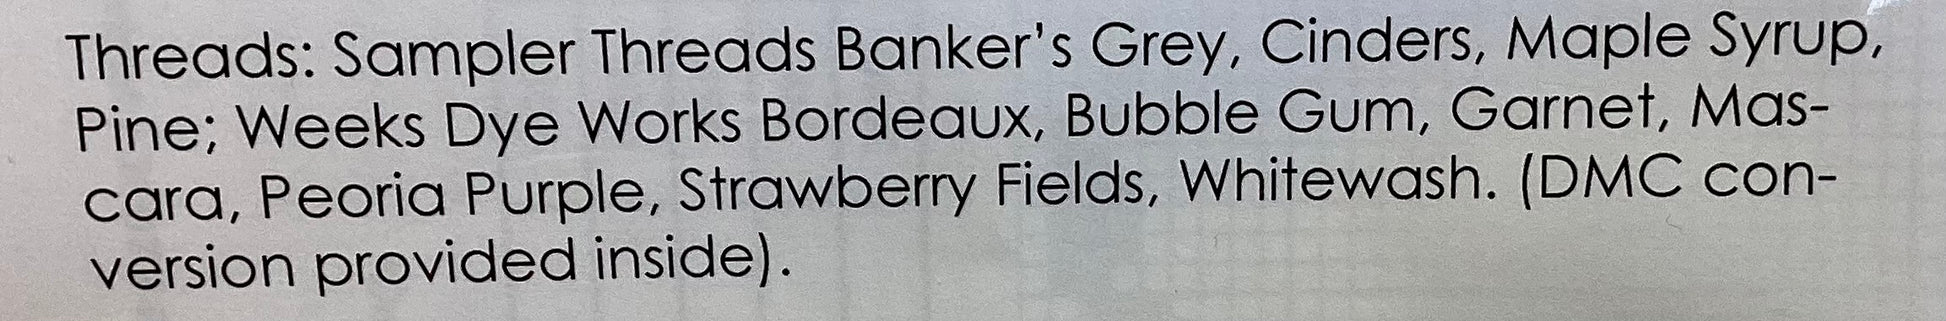 Threads: Sampler Threads Banker's Grey, Cinders, Maple Syrup,
Pine; Weeks Dye Works Bordeaux, Bubble Gum, Garnet, Mas-
cara, Peoria Purple, Strawberry Fields, Whitewash. (DMC con-
version provided inside).